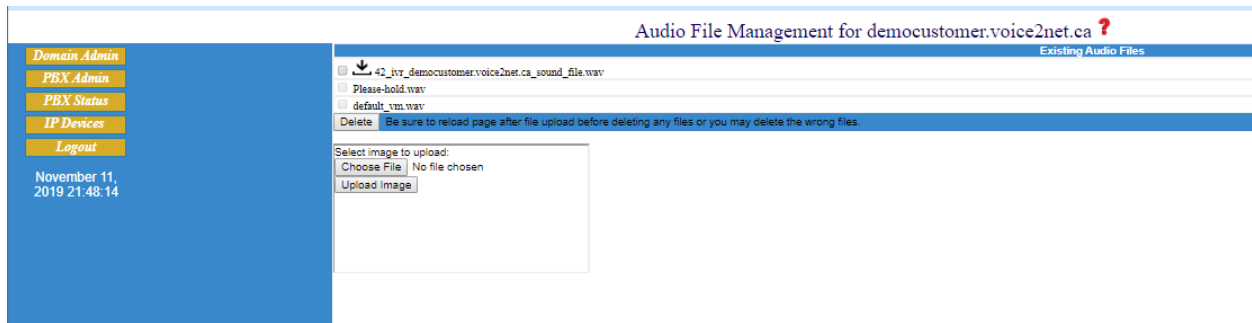 Audio File Management for democustomer.voice2net.ca ?
Existing Audio Files
Domain Admin
PBX Admin
PBX Status
IP Devices
Logout
November 11,
2019 21:48:14
42_ivr_democustomer.voice2net.ca_sound_file.wav
Please-hold.wav
default_vm.wav
Delete Be sure to reload page after file upload before deleting any files or you may delete the wrong files.
Select image to upload:
Choose File No file chosen
Upload Image